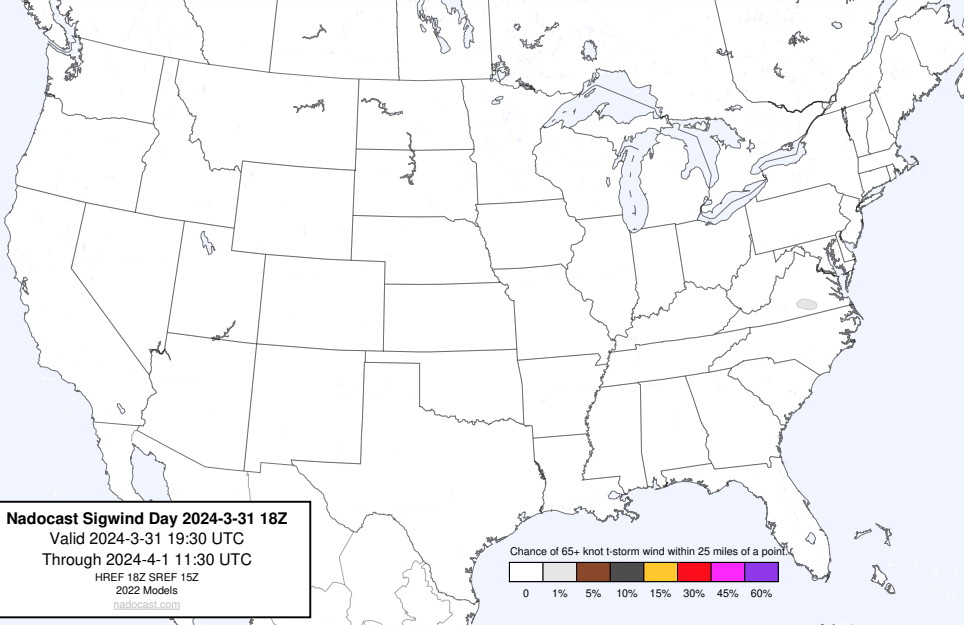 Nadocast Sigwind Day 2024-3-31 18Z
Valid 2024-3-31 19:30 UTC
Through 2024-4-1 11:30 UTC
HREF 18Z SREF 15Z
2022 Models
nadocast.com
Chance of 65+ knot t-storm wind within 25 miles of a point.
0 1% 5% 10% 15% 30% 45% 60%